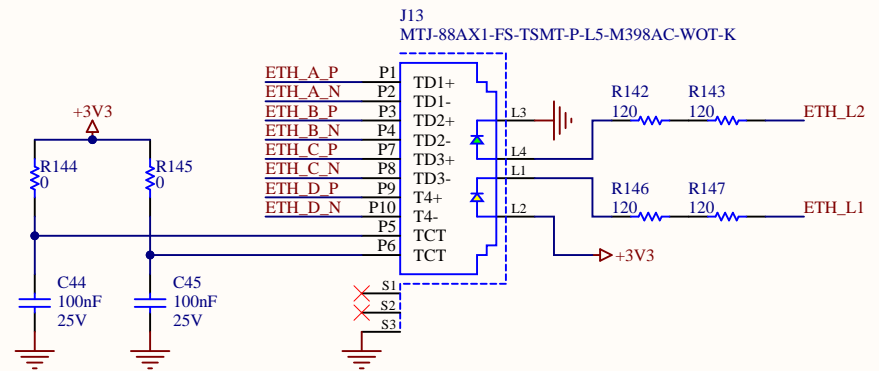 J13
MTJ-88AX1-FS-TSMT-P-L5-M398AC-WOT-K
ETH_A_P P1 TD1+
ETH_A_N P2 TD1-
ETH_B_P P3 TD2+
ETH_B_N P4 TD2-
ETH_C_P P7 TD3+
ETH_C_N P8 TD3-
ETH_D_P P9 T4+
ETH_D_N P10 T4-
P5 TCT
P6 TCT
L3
L4
L1
L2
S1
S2
S3
R142 R143
120 120
ETH_L2
R146 R147
120 120
ETH_L1
+3V3
+3V3
R144 R145
0 0
C44 C45
100nF 100nF
25V 25V